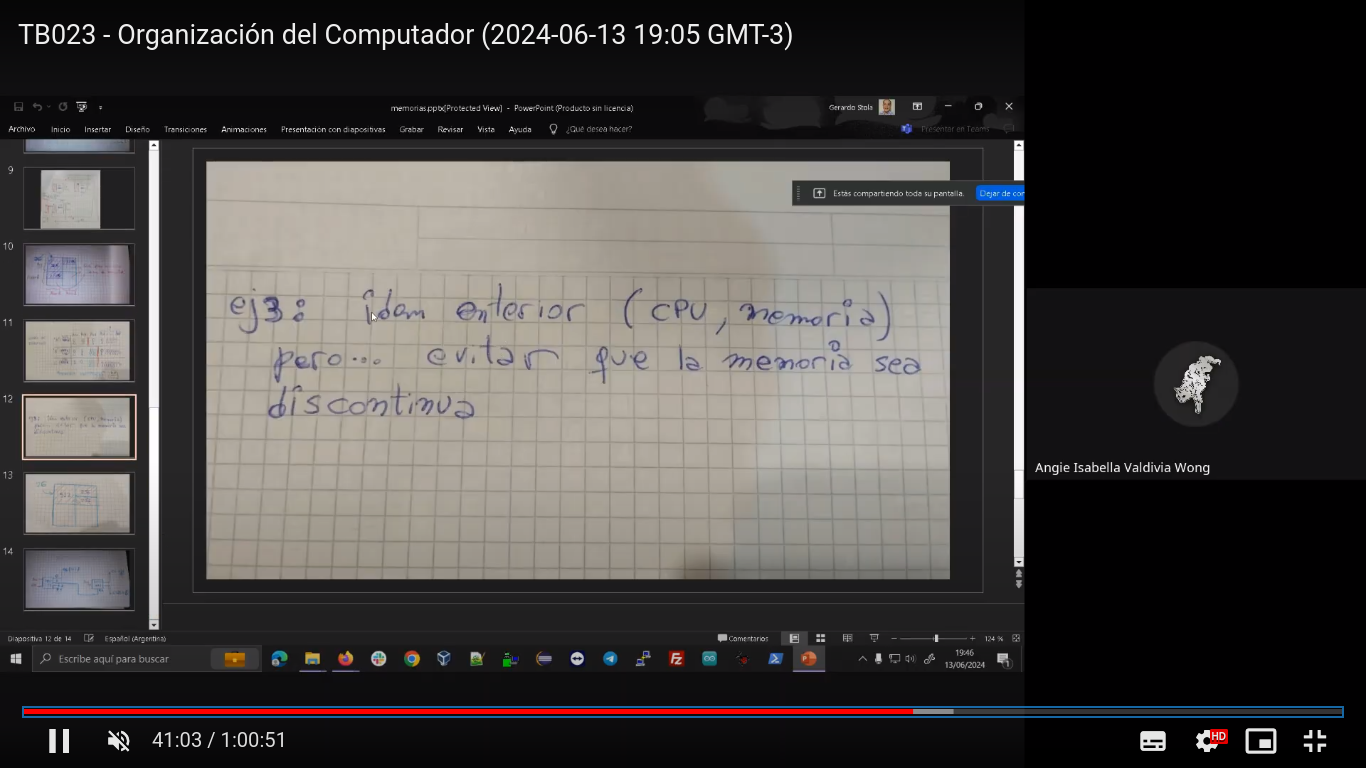 TB023 - Organización del Computador (2024-06-13 19:05 GMT-3)
memorias.pptx[Protected View] - PowerPoint (Producto sin licencia)
Gerardo Stola
Archivo Inicio Insertar Diseño Transiciones Animaciones Presentación con diapositivas Grabar Revisar Vista Ayuda ¿Qué desea hacer? Presentar en Teams
Estás compartiendo toda su pantalla. Dejar de com
9
10
11
12
13
14
ej3: idem anterior (CPU, memoria)
pero... evitar que la memoria sea
discontinua
Angie Isabella Valdivia Wong
Diapositiva 12 de 14 Español (Argentina) Comentarios 124 %
Escribe aquí para buscar
19:46
13/06/2024
41:03 / 1:00:51
HD